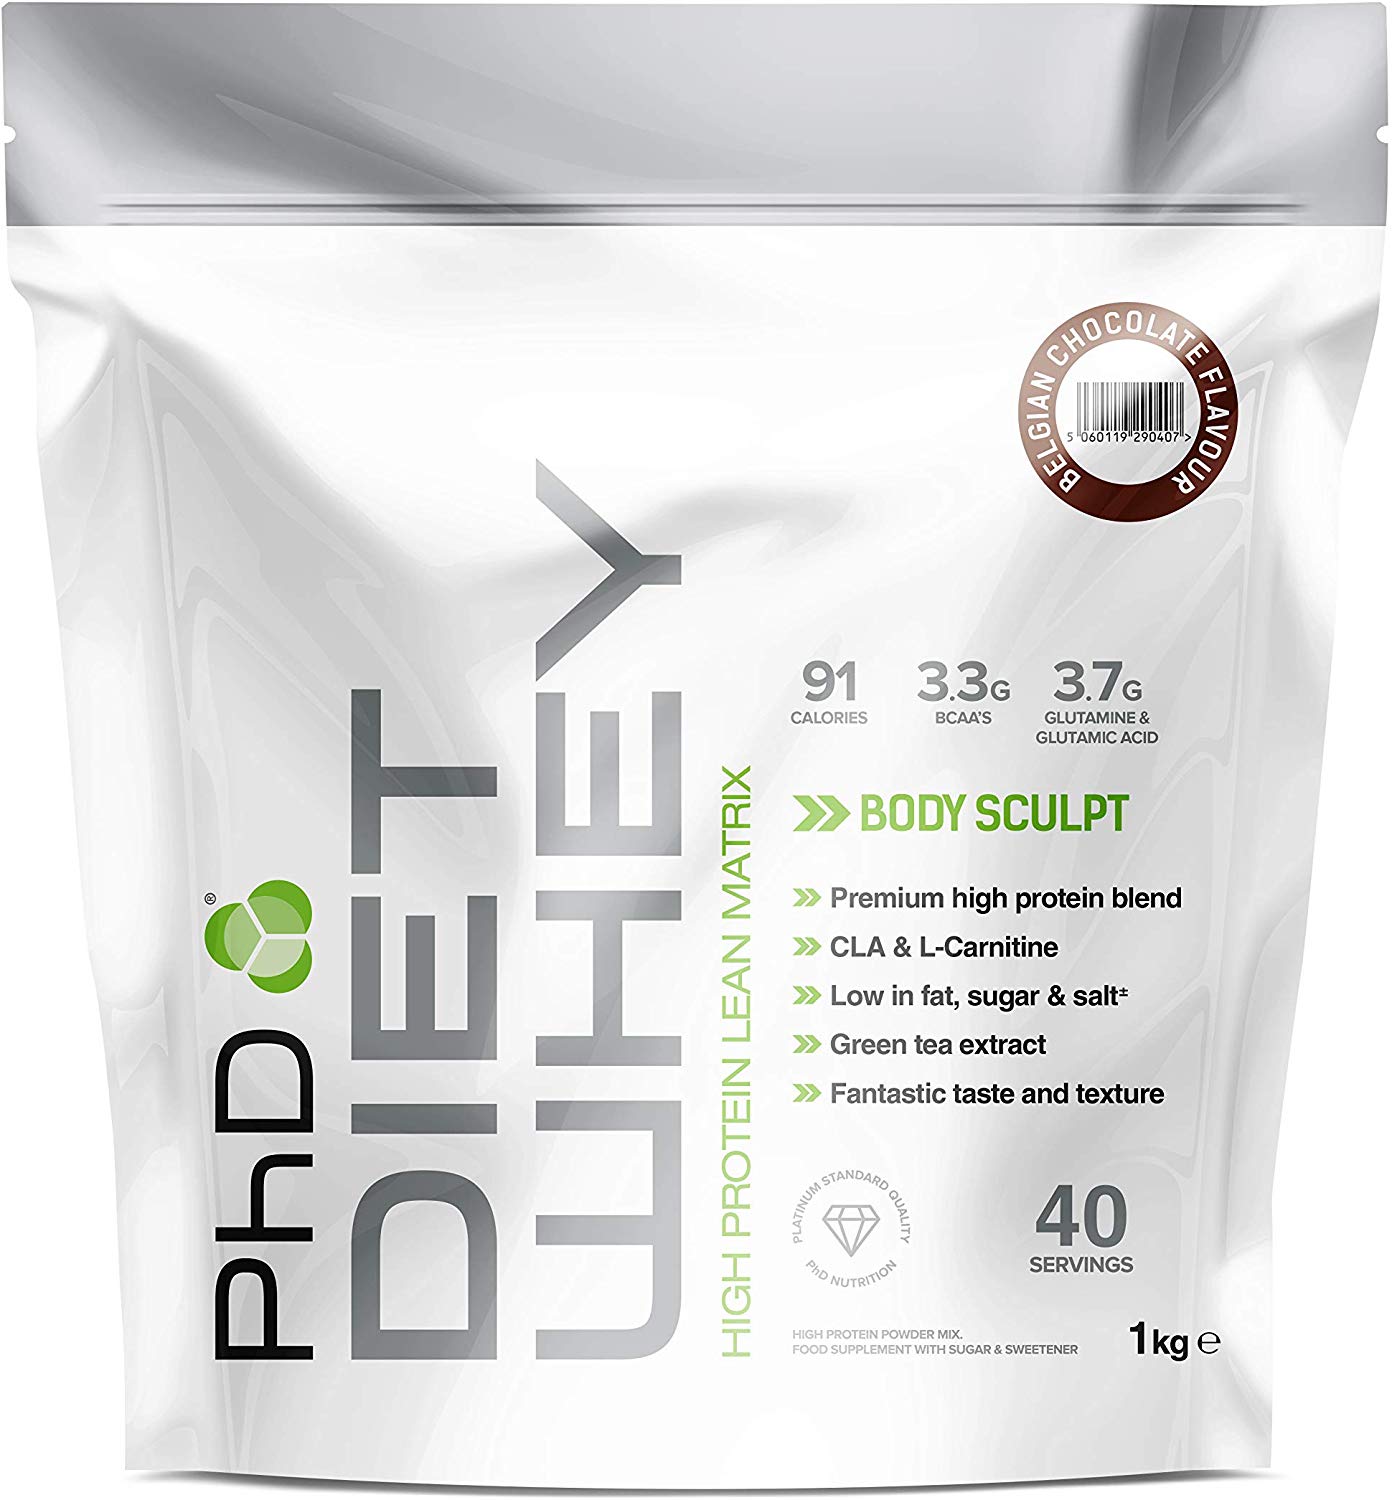 BELGIAN CHOCOLATE FLAVOUR
5 060119 290407 >
PhD ®
DIET
WHEY
HIGH PROTEIN LEAN MATRIX
91
CALORIES
3.3G
BCAA'S
3.7G
GLUTAMINE &
GLUTAMIC ACID
BODY SCULPT
Premium high protein blend
CLA & L-Carnitine
Low in fat, sugar & salt±
Green tea extract
Fantastic taste and texture
PLATINUM STANDARD QUALITY
PhD NUTRITION
40
SERVINGS
HIGH PROTEIN POWDER MIX.
FOOD SUPPLEMENT WITH SUGAR & SWEETENER
1kg ℮